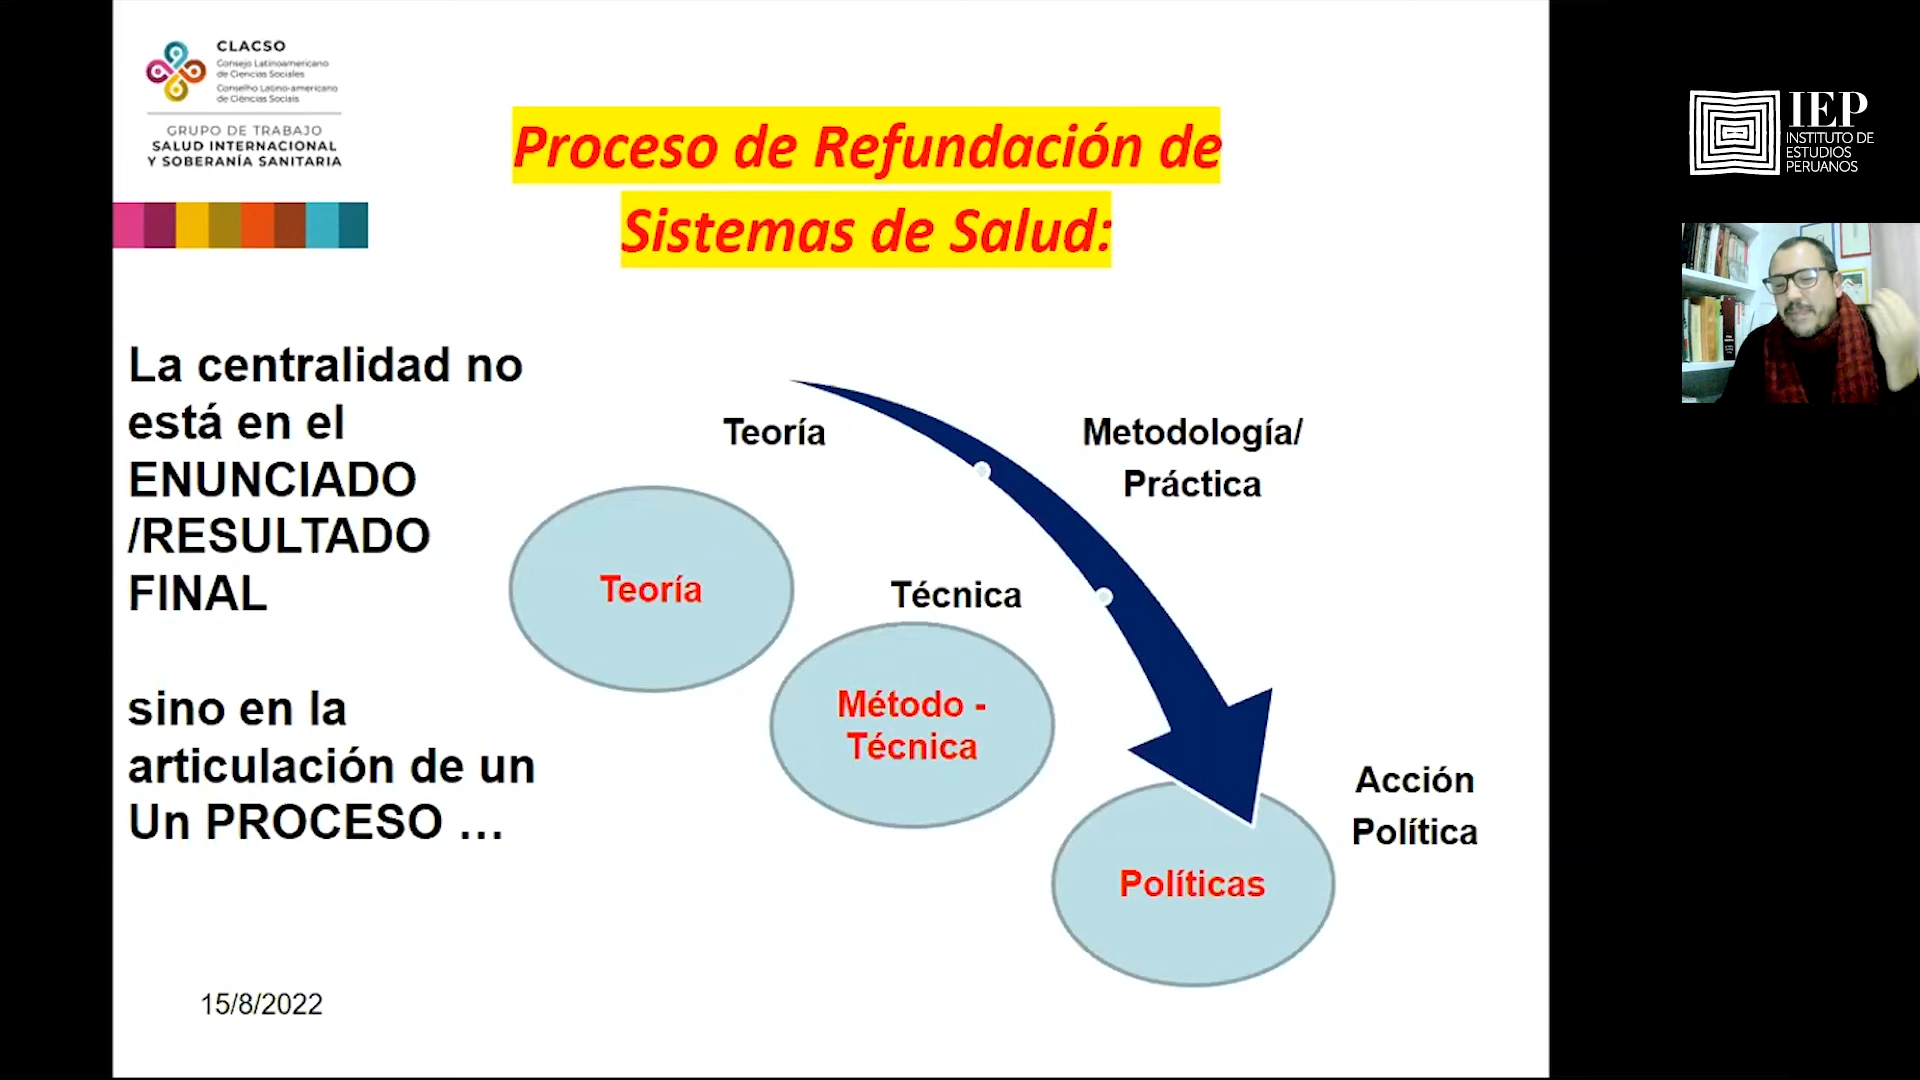 CLACSO
Consejo Latinoamericano
de Ciencias Sociales
Conselho Latino-americano
de Ciências Sociais
GRUPO DE TRABAJO
SALUD INTERNACIONAL
Y SOBERANÍA SANITARIA
Proceso de Refundación de
Sistemas de Salud:
IEP
INSTITUTO DE
ESTUDIOS
PERUANOS
La centralidad no
está en el
ENUNCIADO
/RESULTADO
FINAL
sino en la
articulación de un
Un PROCESO …
Teoría
Metodología/
Práctica
Teoría
Técnica
Método -
Técnica
Acción
Política
Políticas
15/8/2022